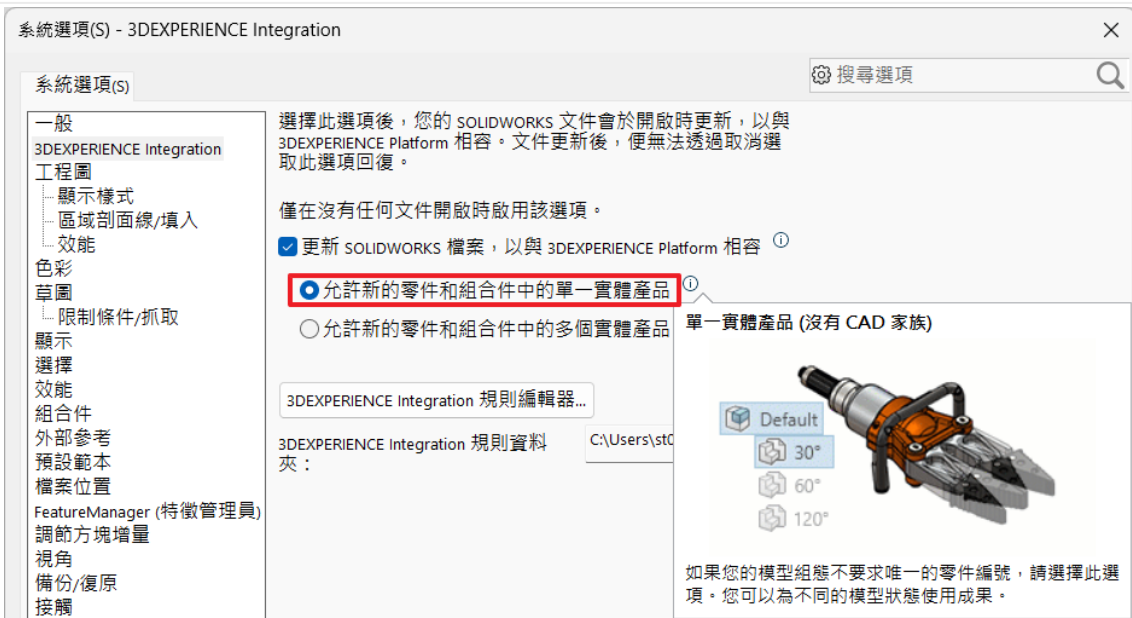 系統選項(S) - 3DEXPERIENCE Integration
系統選項(S)
搜尋選項
一般
3DEXPERIENCE Integration
工程圖
顯示樣式
區域剖面線/填入
效能
色彩
草圖
限制條件/抓取
顯示
選擇
效能
組合件
外部參考
預設範本
檔案位置
FeatureManager (特徵管理員)
調節方塊增量
視角
備份/復原
接觸
選擇此選項後，您的 SOLIDWORKS 文件會於開啟時更新，以與
3DEXPERIENCE Platform 相容。文件更新後，便無法透過取消選
取此選項回復。
僅在沒有任何文件開啟時啟用該選項。
更新 SOLIDWORKS 檔案，以與 3DEXPERIENCE Platform 相容
允許新的零件和組合件中的單一實體產品
允許新的零件和組合件中的多個實體產品
3DEXPERIENCE Integration 規則編輯器...
3DEXPERIENCE Integration 規則資料
夾：
C:\Users\st0
單一實體產品 (沒有 CAD 家族)
Default
30°
60°
120°
如果您的模型組態不要求唯一的零件編號，請選擇此選
項。您可以為不同的模型狀態使用成果。